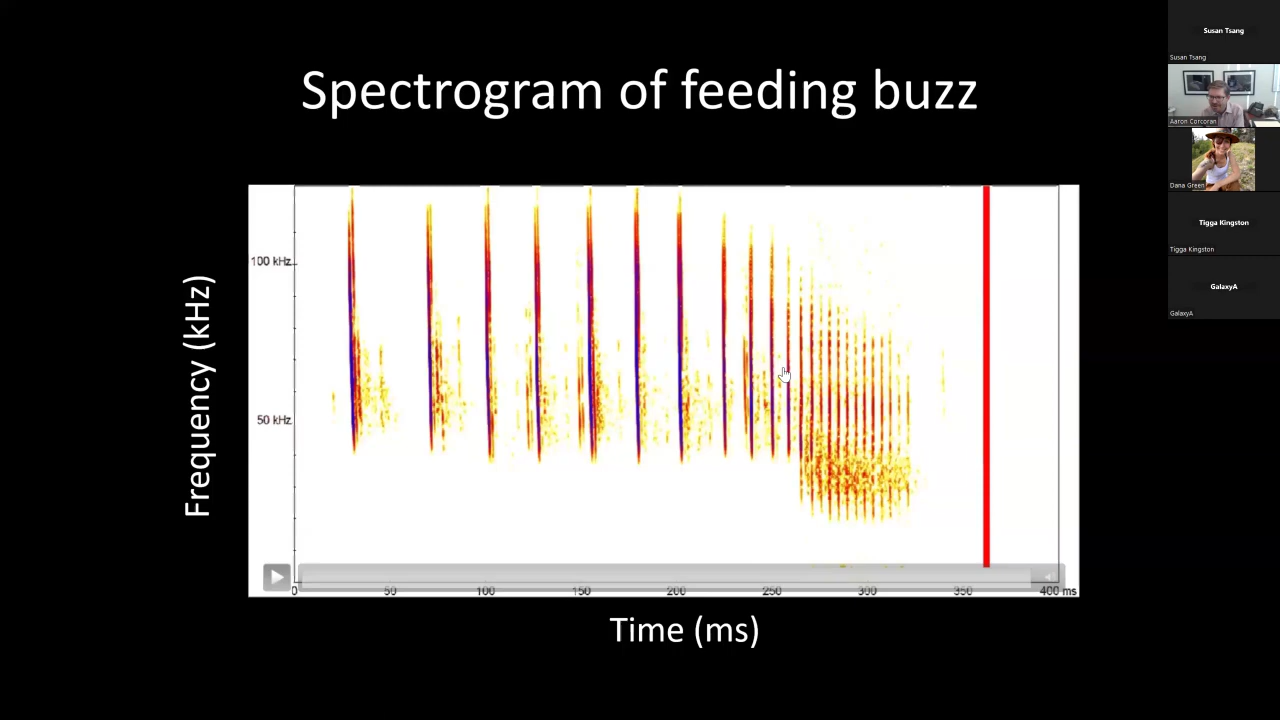 Spectrogram of feeding buzz
Frequency (kHz)
100 kHz
50 kHz
0 50 100 150 200 250 300 350 400 ms
Time (ms)
Susan Tsang
Susan Tsang
Aaron Corcoran
Dana Green
Tigga Kingston
Tigga Kingston
GalaxyA
GalaxyA